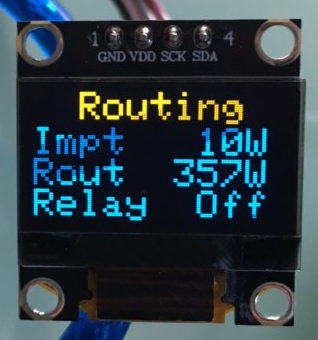 1 4
GND VDD SCK SDA
Routing
Impt 10W
Rout 357W
Relay Off